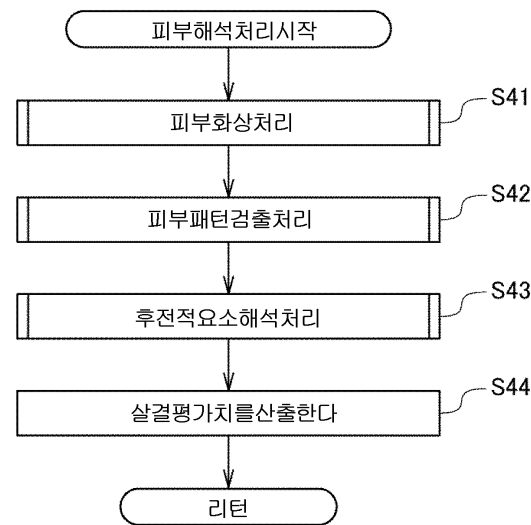 피부해석처리시작
피부화상처리
S41
피부패턴검출처리
S42
후전적요소해석처리
S43
살결평가치를산출한다
S44
리턴